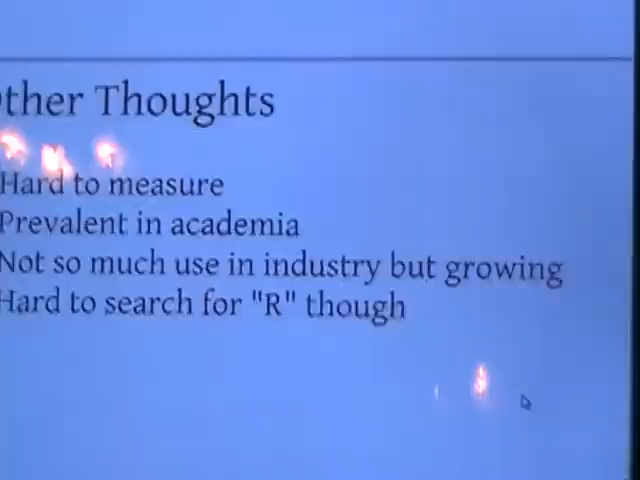 ther Thoughts
Hard to measure
Prevalent in academia
Not so much use in industry but growing
Hard to search for "R" though